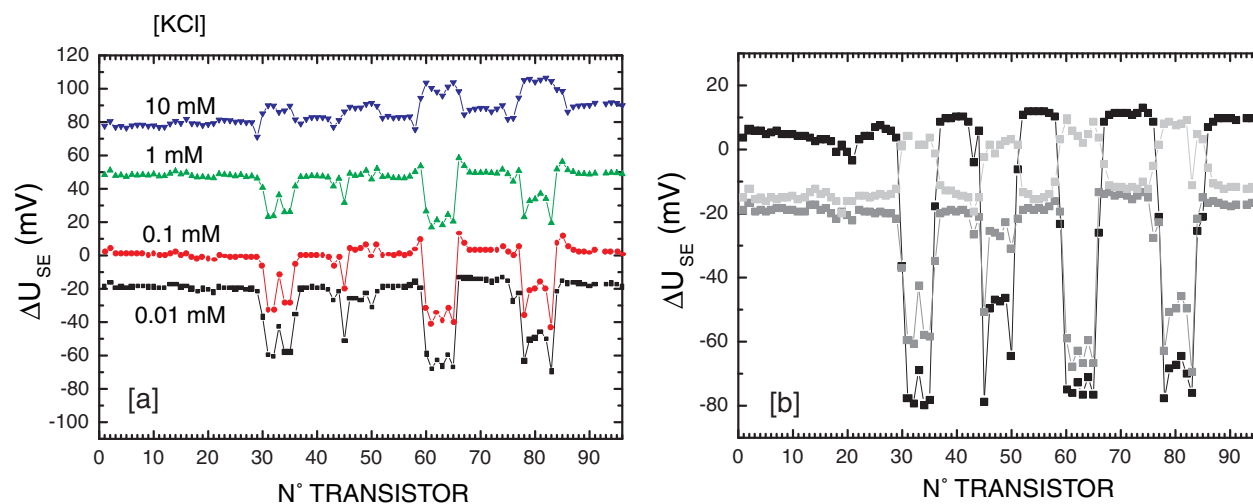 [KCl]
120
100
80
60
40
20
0
-20
-40
-60
-80
-100
ΔU_SE (mV)
10 mM
1 mM
0.1 mM
0.01 mM
[a]
0 10 20 30 40 50 60 70 80 90
N° TRANSISTOR
20
0
-20
-40
-60
-80
ΔU_SE (mV)
[b]
0 10 20 30 40 50 60 70 80 90
N° TRANSISTOR